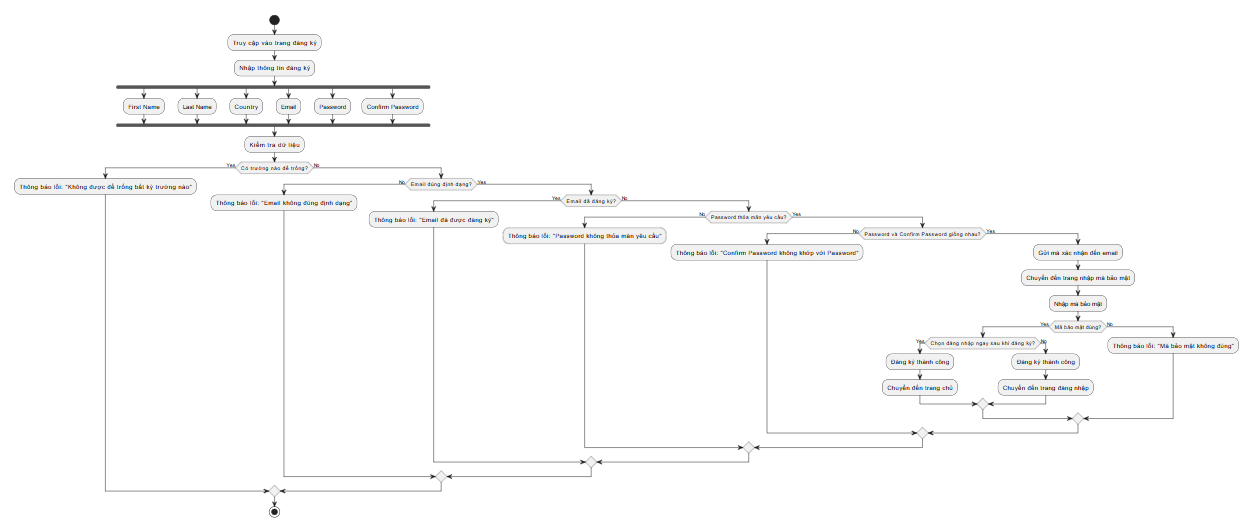 Truy cập vào trang đăng ký
Nhập thông tin đăng ký
First Name
Last Name
Country
Email
Password
Confirm Password
Kiểm tra dữ liệu
Yes
Có trường nào để trống?
No
Thông báo lỗi: "Không được để trống bất kỳ trường nào"
No
Email đúng định dạng?
Yes
Thông báo lỗi: "Email không đúng định dạng"
Yes
Email đã đăng ký?
No
Thông báo lỗi: "Email đã được đăng ký"
No
Password thỏa mãn yêu cầu?
Yes
Thông báo lỗi: "Password không thỏa mãn yêu cầu"
No
Password và Confirm Password giống nhau?
Yes
Thông báo lỗi: "Confirm Password không khớp với Password"
Gửi mã xác nhận đến email
Chuyển đến trang nhập mã bảo mật
Nhập mã bảo mật
Yes
Mã bảo mật đúng?
No
Yes
Chọn đăng nhập ngay sau khi đăng ký?
No
Thông báo lỗi: "Mã bảo mật không đúng"
Đăng ký thành công
Đăng ký thành công
Chuyển đến trang chủ
Chuyển đến trang đăng nhập